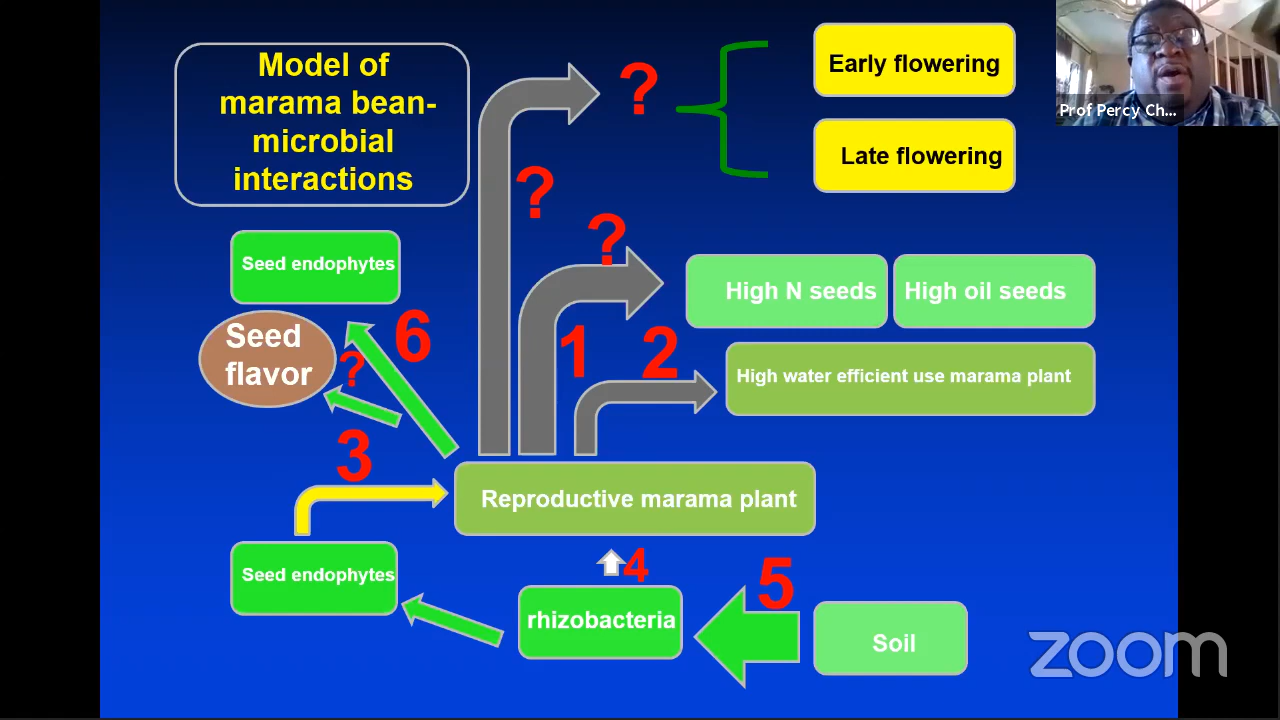 Model of
marama bean-
microbial
interactions
?
Early flowering
Late flowering
Prof Percy Ch...
?
?
Seed endophytes
High N seeds
High oil seeds
6
1
2
Seed
flavor
?
High water efficient use marama plant
3
Reproductive marama plant
4
5
Seed endophytes
rhizobacteria
Soil
zoom